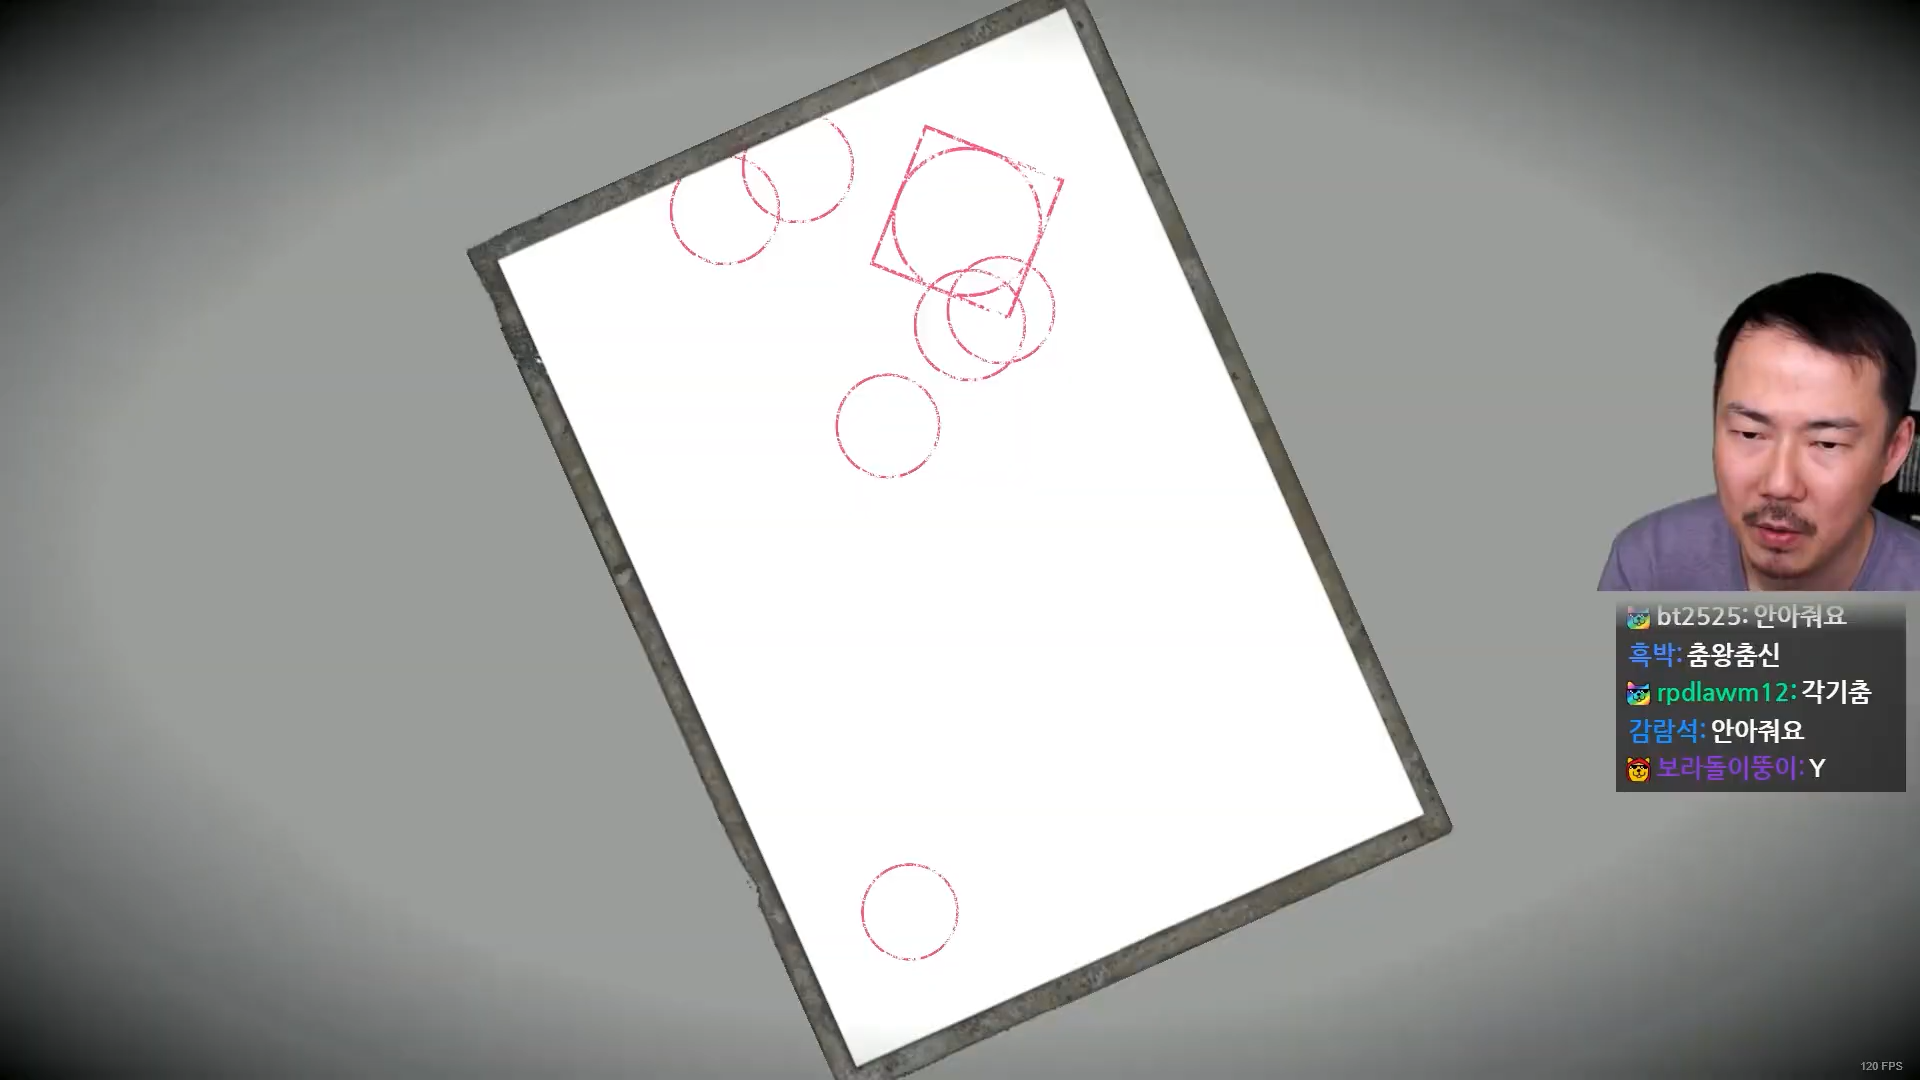 bt2525: 안아줘요
흑박: 춤왕춤신
rpdlawm12: 각기춤
감람석: 안아줘요
보라돌이뚱이: Y
120 FPS